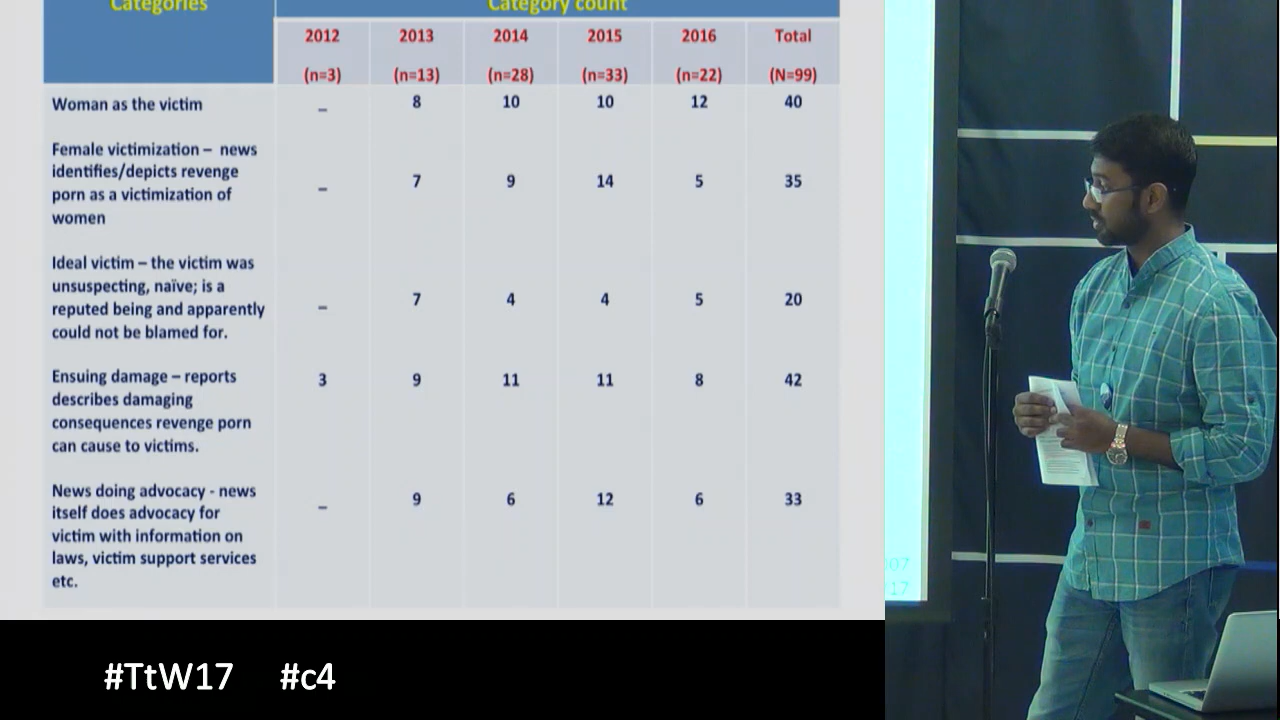 Categories
Category count
2012 2013 2014 2015 2016 Total
(n=3) (n=13) (n=28) (n=33) (n=22) (N=99)
Woman as the victim – 8 10 10 12 40
Female victimization – news
identifies/depicts revenge
porn as a victimization of
women
– 7 9 14 5 35
Ideal victim – the victim was
unsuspecting, naïve; is a
reputed being and apparently
could not be blamed for.
– 7 4 4 5 20
Ensuing damage – reports
describes damaging
consequences revenge porn
can cause to victims.
3 9 11 11 8 42
News doing advocacy - news
itself does advocacy for
victim with information on
laws, victim support services
etc.
– 9 6 12 6 33
007
17
#TtW17 #c4